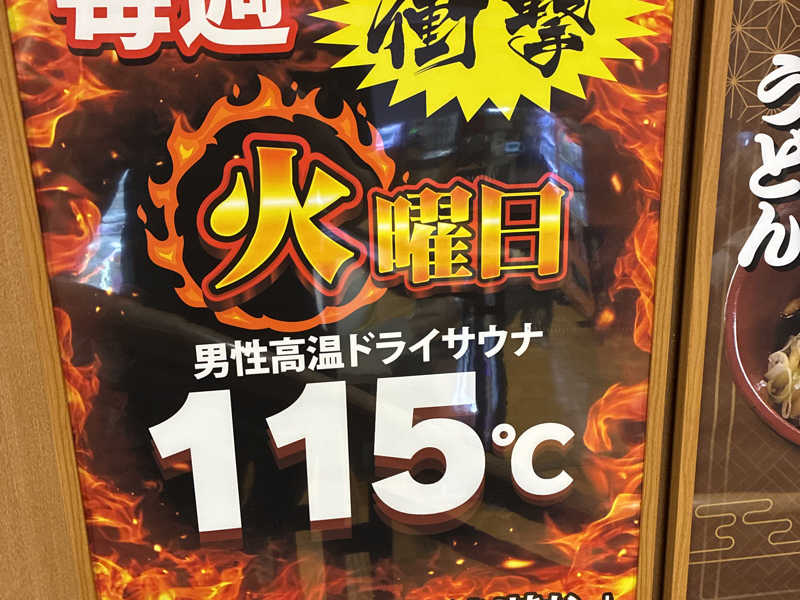 毎週
衝撃
火曜日
男性高温ドライサウナ
115℃
うどん